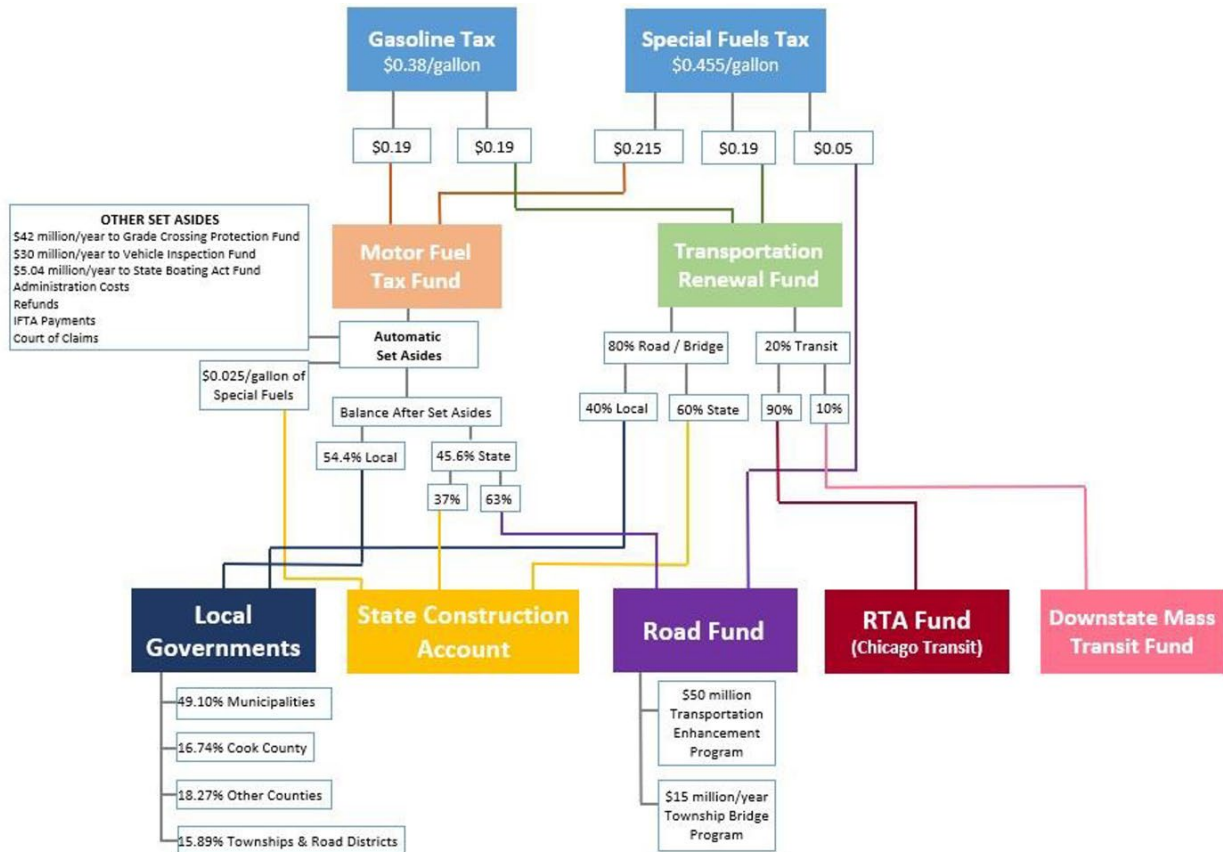 Gasoline Tax
$0.38/gallon
Special Fuels Tax
$0.455/gallon
$0.19
$0.19
$0.215
$0.19
$0.05
OTHER SET ASIDES
$42 million/year to Grade Crossing Protection Fund
$30 million/year to Vehicle Inspection Fund
$5.04 million/year to State Boating Act Fund
Administration Costs
Refunds
IFTA Payments
Court of Claims
Motor Fuel
Tax Fund
Transportation
Renewal Fund
Automatic
Set Asides
80% Road / Bridge
20% Transit
$0.025/gallon of
Special Fuels
Balance After Set Asides
40% Local
60% State
90%
10%
54.4% Local
45.6% State
37%
63%
Local
Governments
State Construction
Account
Road Fund
RTA Fund
(Chicago Transit)
Downstate Mass
Transit Fund
49.10% Municipalities
16.74% Cook County
18.27% Other Counties
15.89% Townships & Road Districts
$50 million
Transportation
Enhancement
Program
$15 million/year
Township Bridge
Program